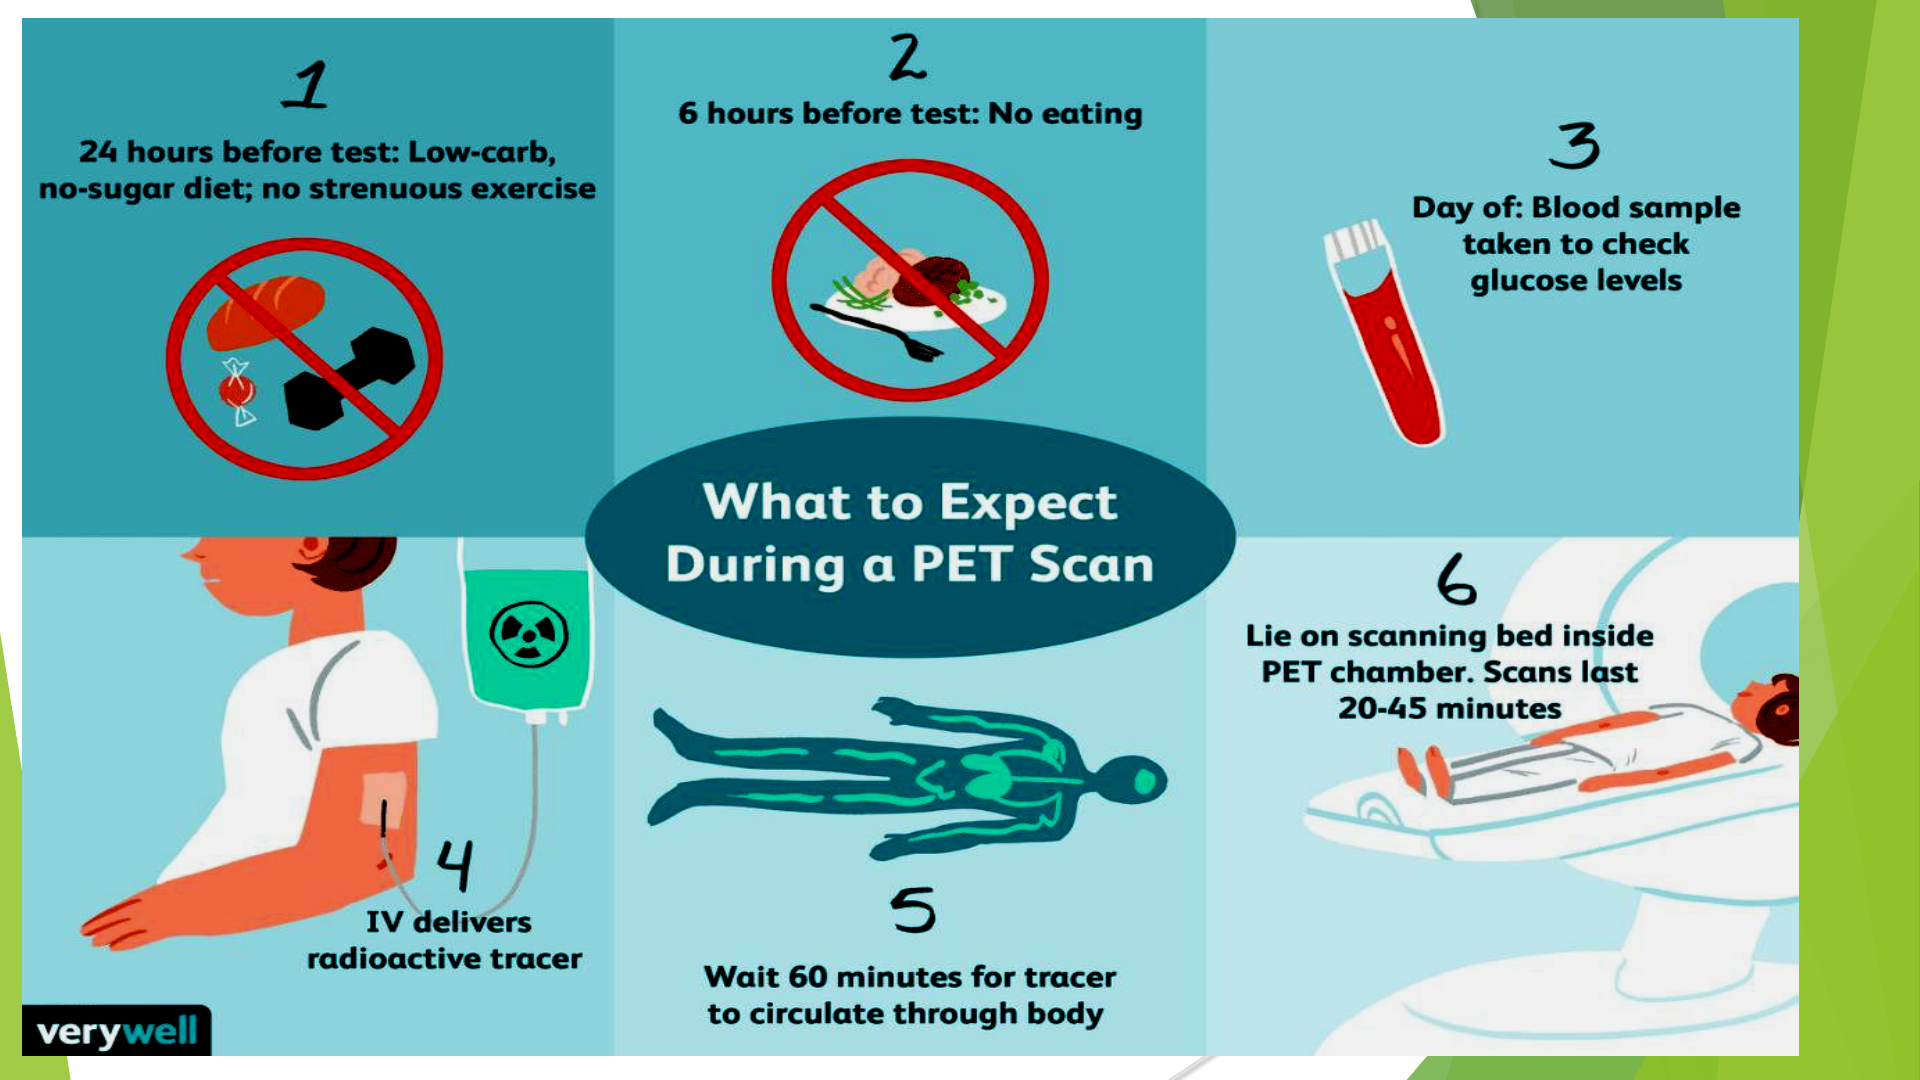 1
24 hours before test: Low-carb,
no-sugar diet; no strenuous exercise
2
6 hours before test: No eating
3
Day of: Blood sample
taken to check
glucose levels
What to Expect
During a PET Scan
4
IV delivers
radioactive tracer
5
Wait 60 minutes for tracer
to circulate through body
6
Lie on scanning bed inside
PET chamber. Scans last
20-45 minutes
verywell